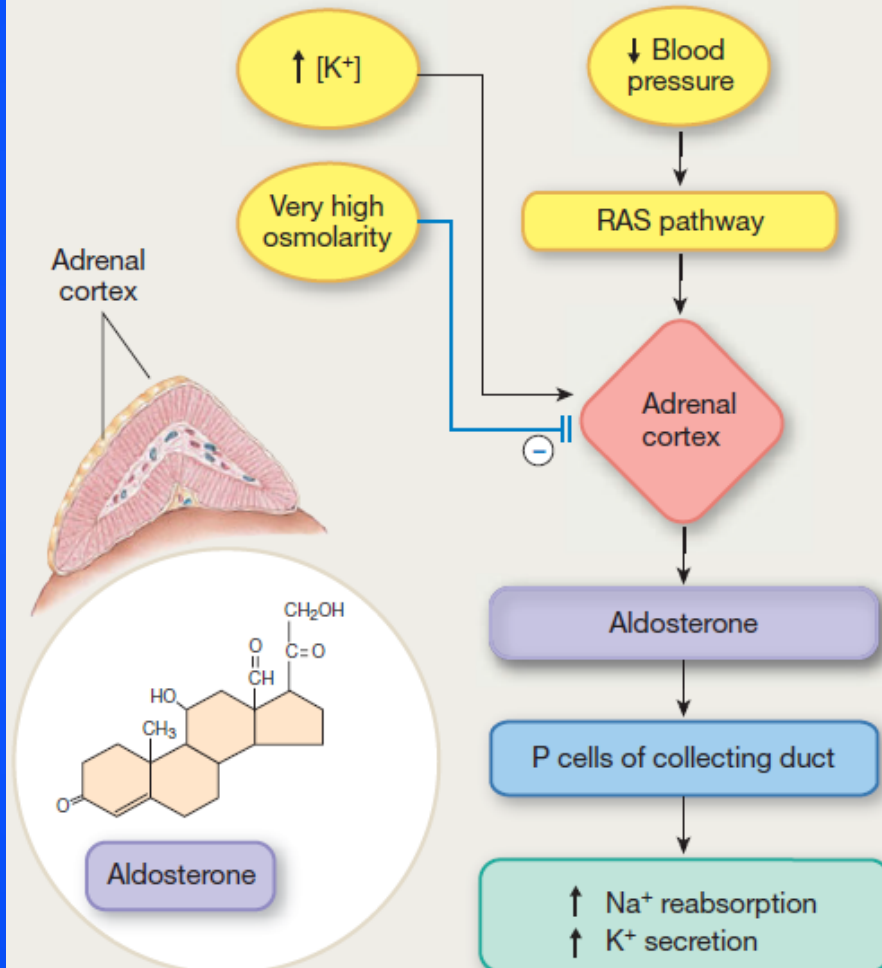 ↑ [K⁺]
↓ Blood
pressure
Very high
osmolarity
RAS pathway
Adrenal
cortex
Adrenal
cortex
−
Aldosterone
P cells of collecting duct
↑ Na⁺ reabsorption
↑ K⁺ secretion
CH₂OH
O
C=O
CH
HO
CH₃
O
Aldosterone